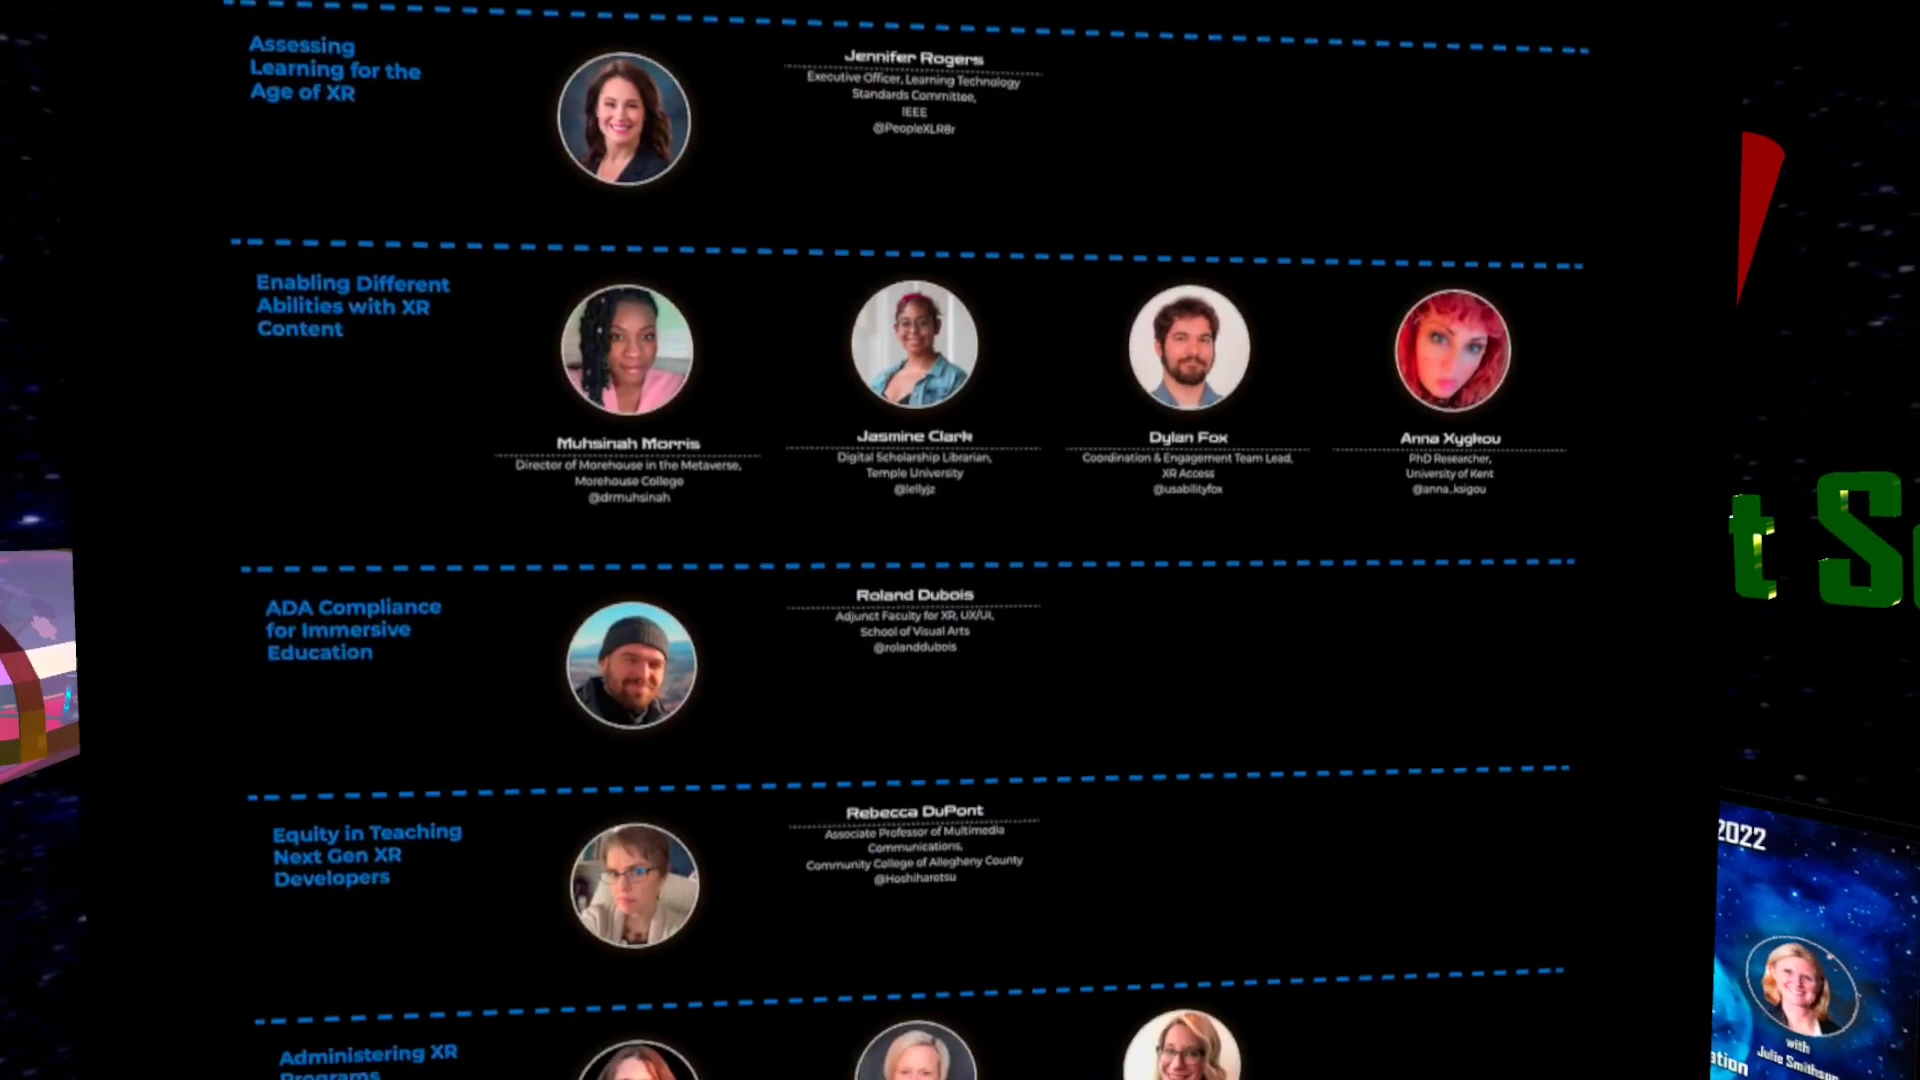 Assessing
Learning for the
Age of XR
Jennifer Rogers
Executive Officer, Learning Technology
Standards Committee,
IEEE
@PeopleXLR8r
Enabling Different
Abilities with XR
Content
Muhsinah Morris
Director of Morehouse in the Metaverse,
Morehouse College
@drmuhsinah
Jasmine Clark
Digital Scholarship Librarian,
Temple University
@lellyjz
Dylan Fox
Coordination & Engagement Team Lead,
XR Access
@usabilityfox
Anna Xygkou
PhD Researcher,
University of Kent
@anna_ksigou
ADA Compliance
for Immersive
Education
Roland Dubois
Adjunct Faculty for XR, UX/UI,
School of Visual Arts
@rolanddubois
Equity in Teaching
Next Gen XR
Developers
Rebecca DuPont
Associate Professor of Multimedia
Communications,
Community College of Allegheny County
@Hoshiharetsu
Administering XR
Programs
t S
2022
with
Julie Smithson
ation